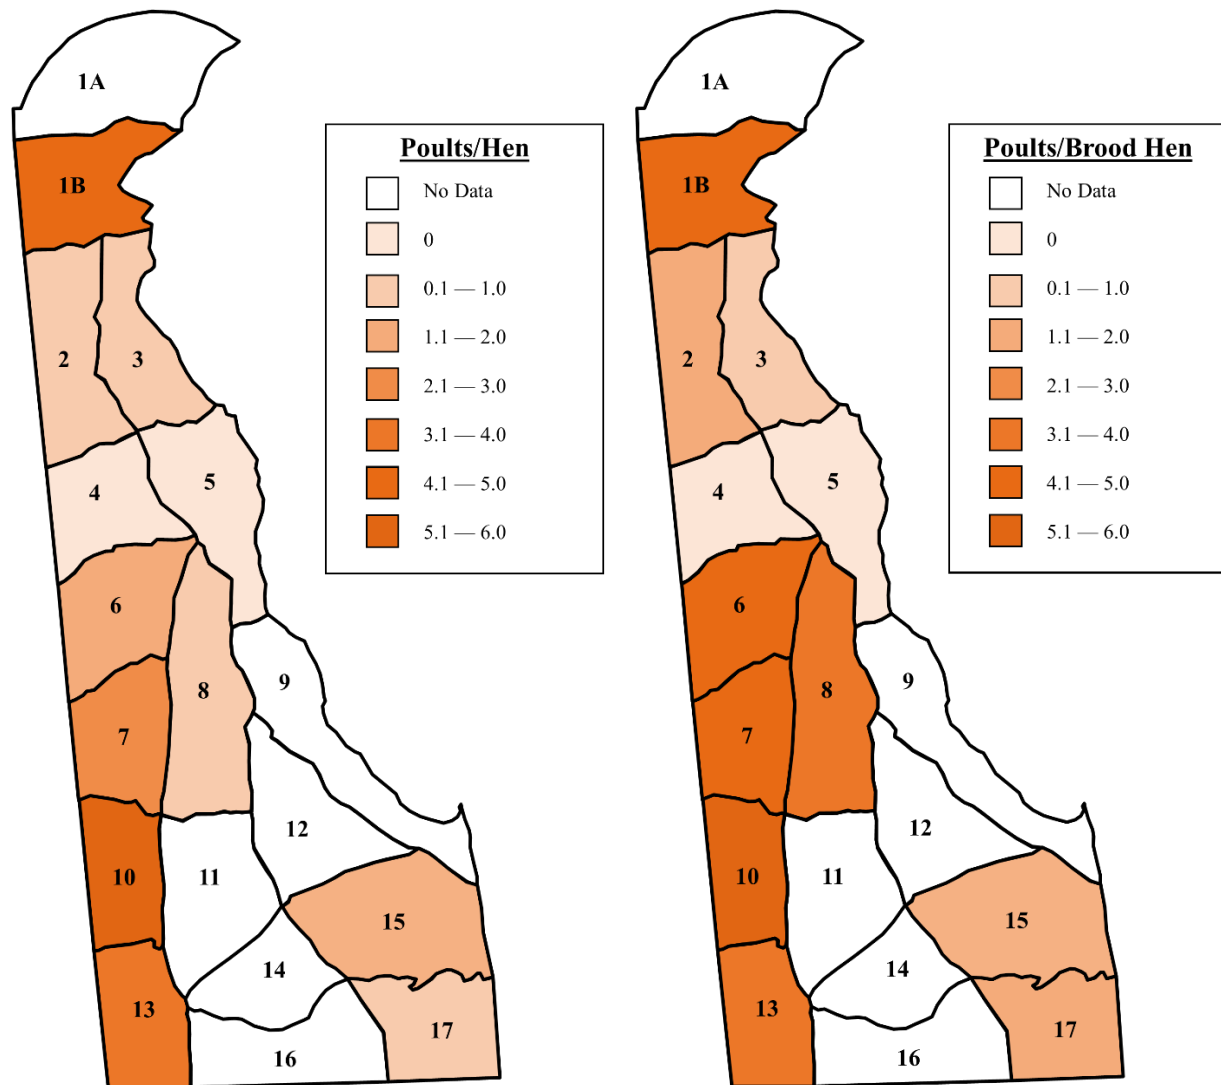 1A
1B
2
3
4
5
6
7
8
9
10
11
12
13
14
15
16
17
Poults/Hen
No Data
0
0.1 — 1.0
1.1 — 2.0
2.1 — 3.0
3.1 — 4.0
4.1 — 5.0
5.1 — 6.0
1A
1B
2
3
4
5
6
7
8
9
10
11
12
13
14
15
16
17
Poults/Brood Hen
No Data
0
0.1 — 1.0
1.1 — 2.0
2.1 — 3.0
3.1 — 4.0
4.1 — 5.0
5.1 — 6.0